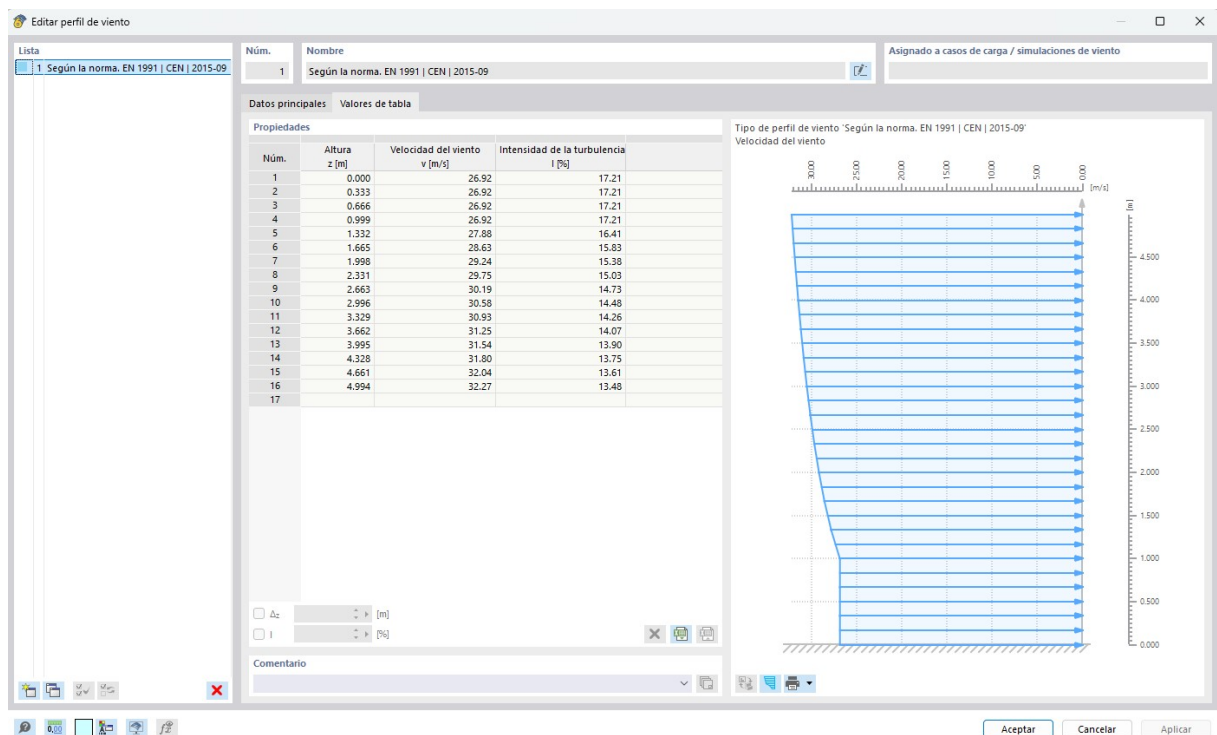 Editar perfil de viento
Lista
1 Según la norma. EN 1991 | CEN | 2015-09
Núm.
1
Nombre
Según la norma. EN 1991 | CEN | 2015-09
Asignado a casos de carga / simulaciones de viento
Datos principales Valores de tabla
Propiedades
Núm. Altura z [m] Velocidad del viento v [m/s] Intensidad de la turbulencia I [%]
1 0.000 26.92 17.21
2 0.333 26.92 17.21
3 0.666 26.92 17.21
4 0.999 26.92 17.21
5 1.332 27.88 16.41
6 1.665 28.63 15.83
7 1.998 29.24 15.38
8 2.331 29.75 15.03
9 2.663 30.19 14.73
10 2.996 30.58 14.48
11 3.329 30.93 14.26
12 3.662 31.25 14.07
13 3.995 31.54 13.90
14 4.328 31.80 13.75
15 4.661 32.04 13.61
16 4.994 32.27 13.48
17
Δz [m]
I [%]
Comentario
Tipo de perfil de viento 'Según la norma. EN 1991 | CEN | 2015-09'
Velocidad del viento
30.00 25.00 20.00 15.00 10.00 5.00 0.00 [m/s]
[m]
4.500
4.000
3.500
3.000
2.500
2.000
1.500
1.000
0.500
0.000
0,00
Aceptar Cancelar Aplicar